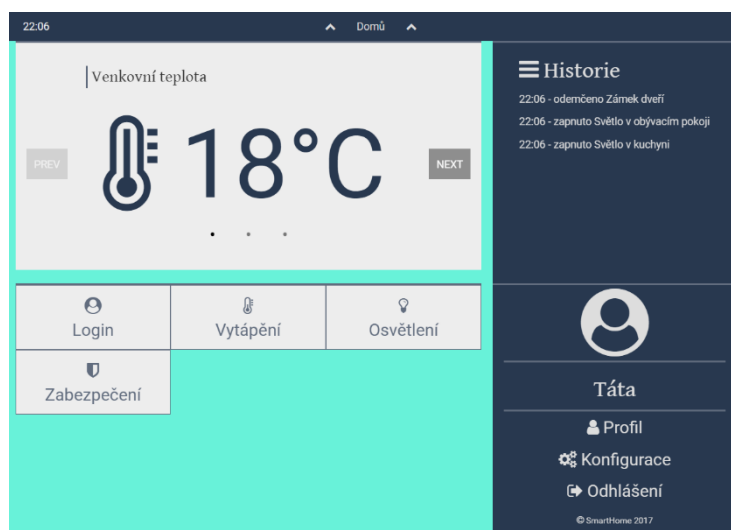 22:06
Domů
Venkovní teplota
PREV
18°C
NEXT
Login
Vytápění
Osvětlení
Zabezpečení
Historie
22:06 - odemčeno Zámek dveří
22:06 - zapnuto Světlo v obývacím pokoji
22:06 - zapnuto Světlo v kuchyni
Táta
Profil
Konfigurace
Odhlášení
© SmartHome 2017